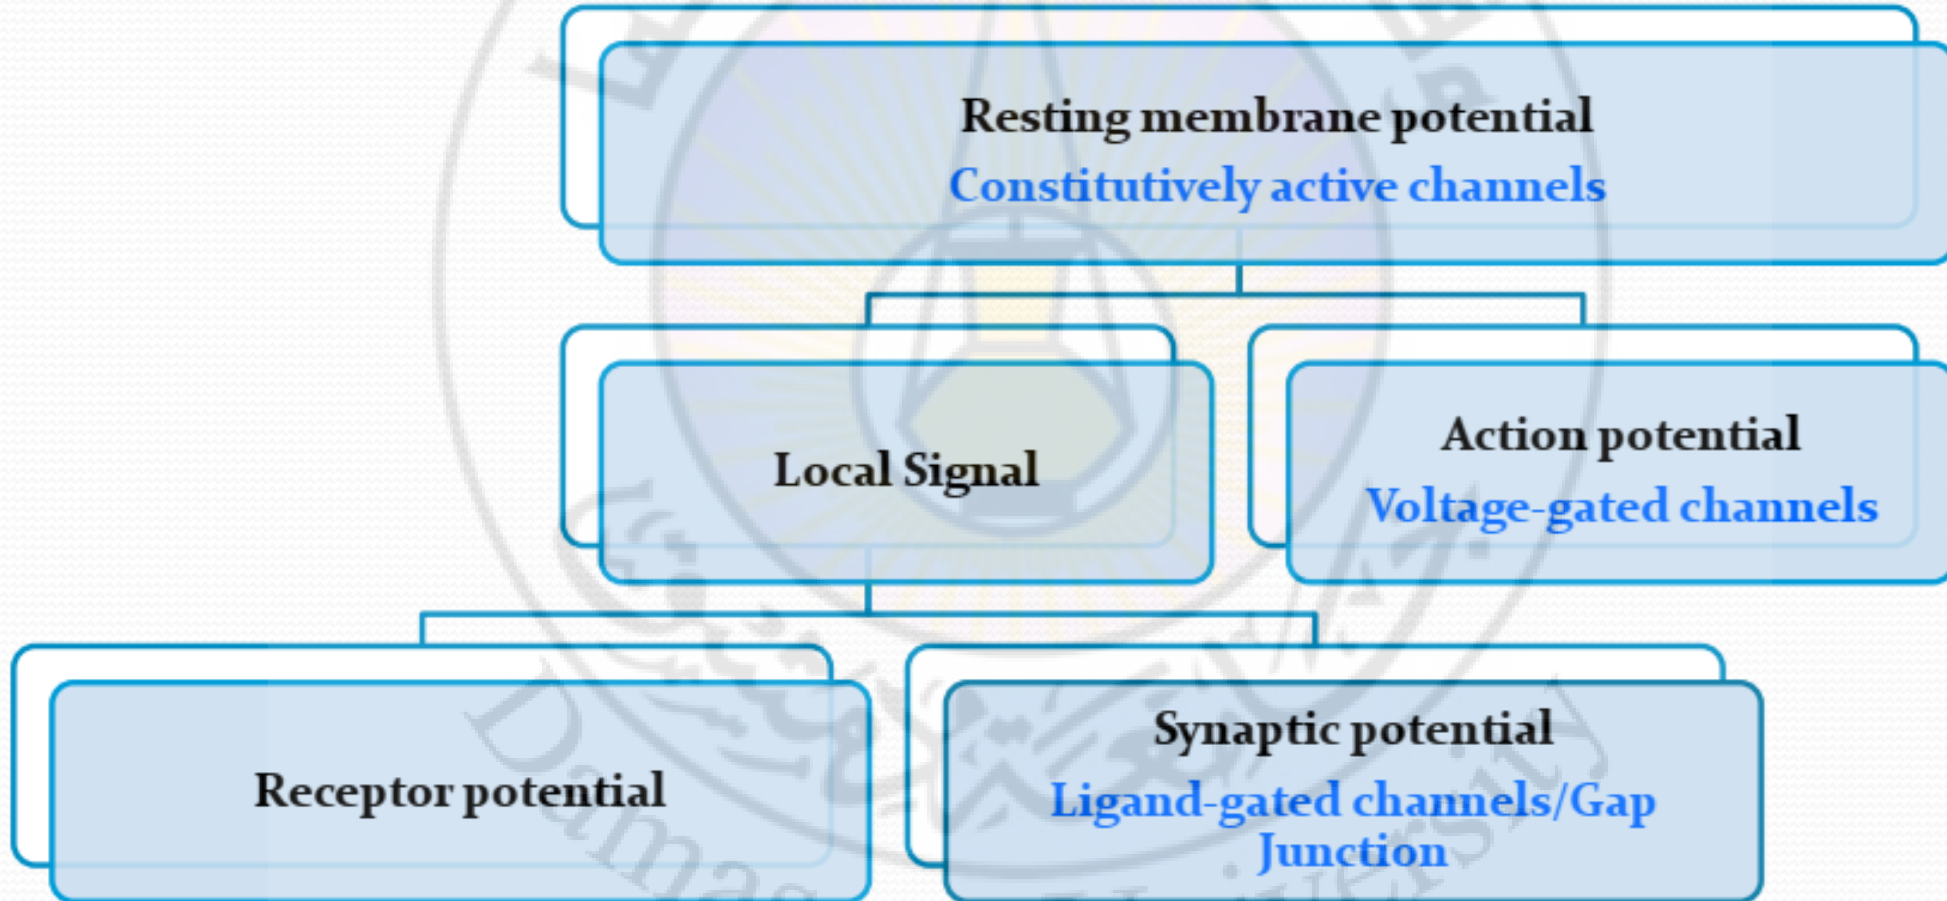 Resting membrane potential
Constitutively active channels
Local Signal
Action potential
Voltage-gated channels
Receptor potential
Synaptic potential
Ligand-gated channels/Gap
Junction
University